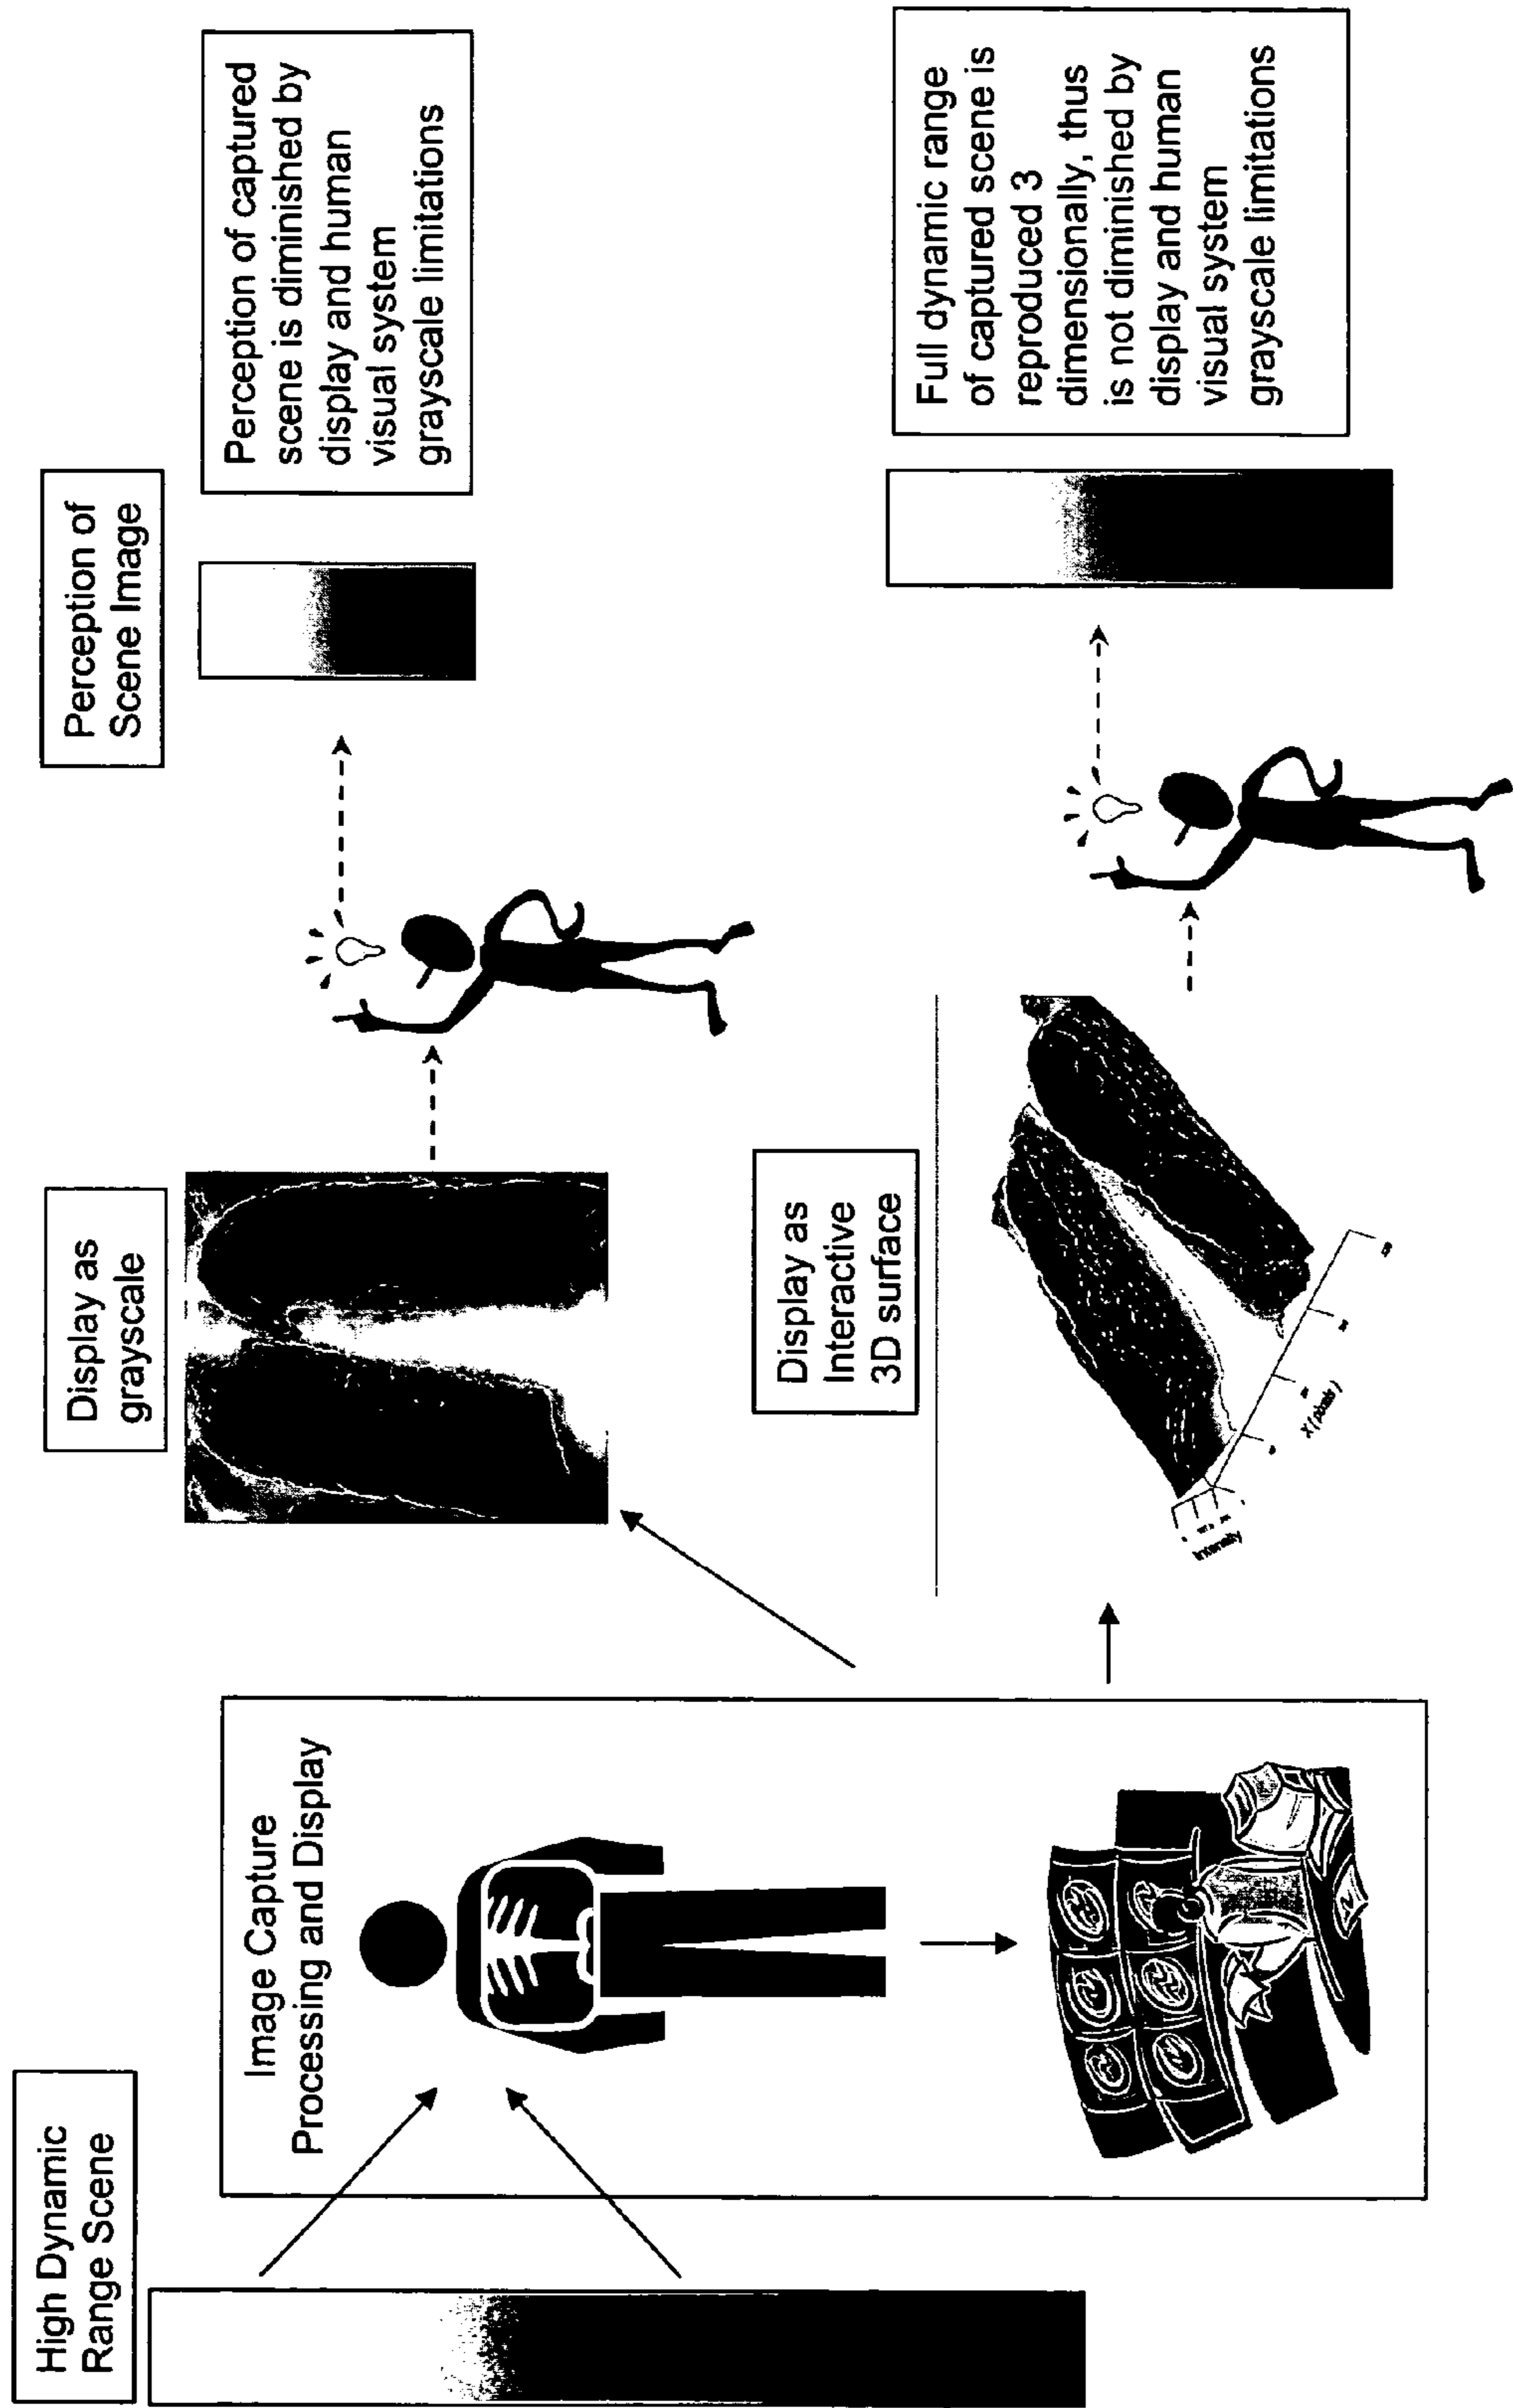 High Dynamic
Range Scene
Image Capture
Processing and Display
Display as
grayscale
Perception of
Scene Image
Perception of captured
scene is diminished by
display and human
visual system
grayscale limitations
Display as
Interactive
3D surface
Intensity
X (pixels)
Full dynamic range
of captured scene is
reproduced 3
dimensionally, thus
is not diminished by
display and human
visual system
grayscale limitations